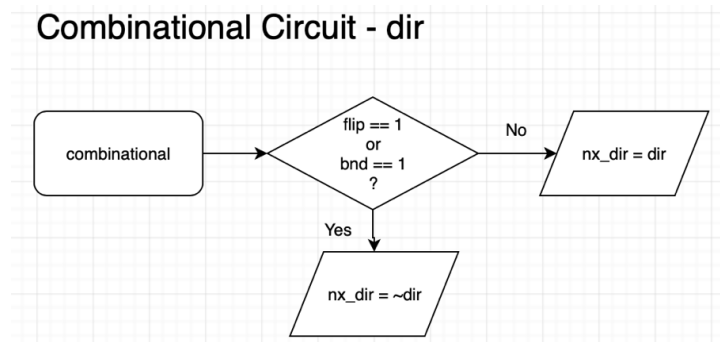 Combinational Circuit - dir
combinational
flip == 1
or
bnd == 1
?
No
nx_dir = dir
Yes
nx_dir = ~dir